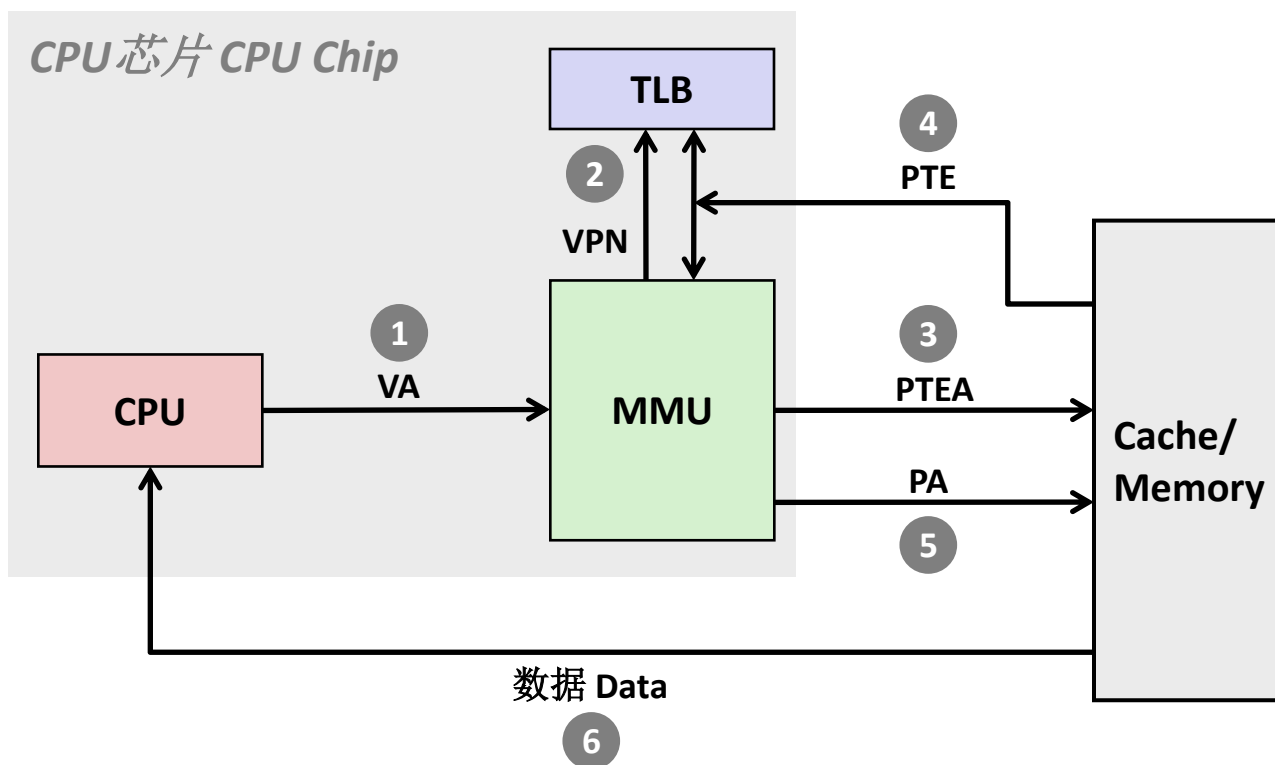 CPU芯片 CPU Chip
TLB
4
PTE
2
VPN
1
VA
3
PTEA
CPU
MMU
Cache/
Memory
PA
5
数据 Data
6